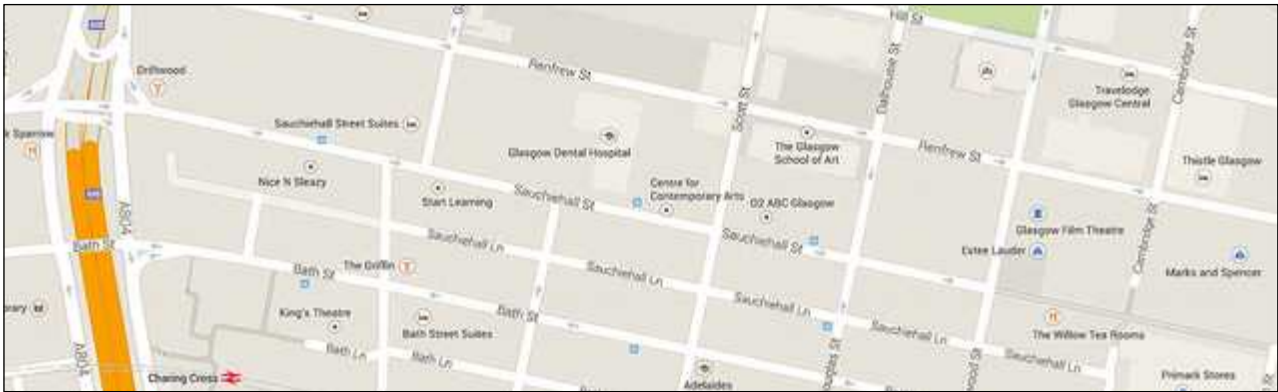 Hill St
Cambridge St
Driftwood
Renfrew St
Dalhousie St
Travelodge
Glasgow Central
Scott St
Sauchiehall Street Suites
Sparrow
Glasgow Dental Hospital
The Glasgow
School of Art
Renfrew St
Thistle Glasgow
Nice N Sleazy
Start Learning
Sauchiehall St
Centre for
Contemporary Arts
O2 ABC Glasgow
A804
Bath St
Sauchiehall Ln
Sauchiehall St
Glasgow Film Theatre
Estee Lauder
Cambridge St
Marks and Spencer
Bath St
The Griffin
Sauchiehall Ln
King's Theatre
Bath Street Suites
Bath St
Sauchiehall Ln
Sauchiehall Ln
The Willow Tea Rooms
A804
Bath Ln
Bath Ln
Sauchiehall Ln
Charing Cross
Adelaides
Primark Stores